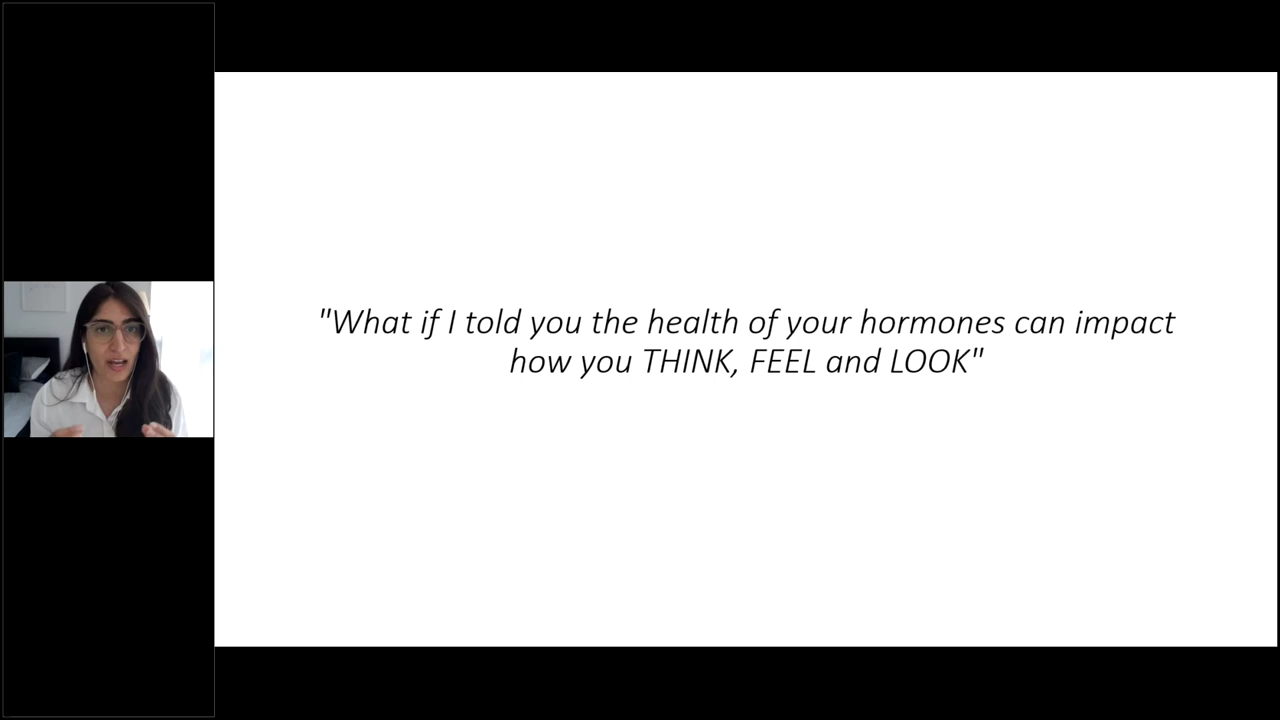 "What if I told you the health of your hormones can impact
how you THINK, FEEL and LOOK"